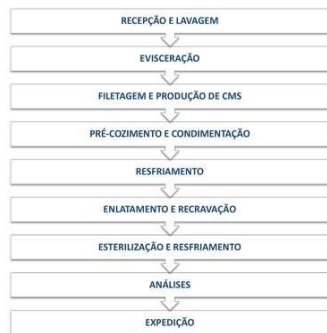 RECEPÇÃO E LAVAGEM
EVISCERAÇÃO
FILETAGEM E PRODUÇÃO DE CMS
PRÉ-COZIMENTO E CONDIMENTAÇÃO
RESFRIAMENTO
ENLATAMENTO E RECRAVAÇÃO
ESTERILIZAÇÃO E RESFRIAMENTO
ANÁLISES
EXPEDIÇÃO